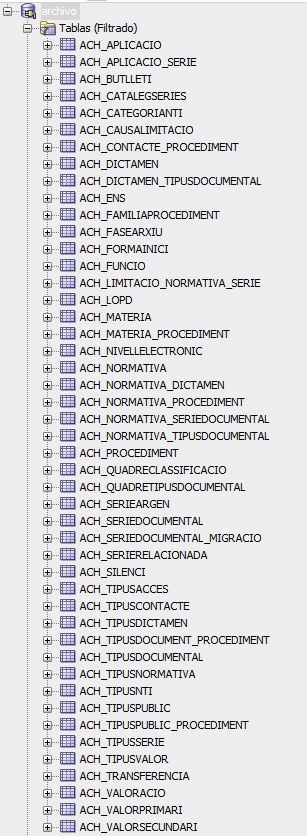 archivo
Tablas (Filtrado)
ACH_APLICACIO
ACH_APLICACIO_SERIE
ACH_BUTLLETI
ACH_CATALEGSERIES
ACH_CATEGORIANTI
ACH_CAUSALIMITACIO
ACH_CONTACTE_PROCEDIMENT
ACH_DICTAMEN
ACH_DICTAMEN_TIPUSDOCUMENTAL
ACH_ENS
ACH_FAMILIAPROCEDIMENT
ACH_FASEARXIU
ACH_FORMAINICI
ACH_FUNCIO
ACH_LIMITACIO_NORMATIVA_SERIE
ACH_LOPD
ACH_MATERIA
ACH_MATERIA_PROCEDIMENT
ACH_NIVELLELECTRONIC
ACH_NORMATIVA
ACH_NORMATIVA_DICTAMEN
ACH_NORMATIVA_PROCEDIMENT
ACH_NORMATIVA_SERIEDOCUMENTAL
ACH_NORMATIVA_TIPUSDOCUMENTAL
ACH_PROCEDIMENT
ACH_QUADRECLASSIFICACIO
ACH_QUADRETIPUSDOCUMENTAL
ACH_SERIEARGEN
ACH_SERIEDOCUMENTAL
ACH_SERIEDOCUMENTAL_MIGRACIO
ACH_SERIERELACIONADA
ACH_SILENCI
ACH_TIPUSACCES
ACH_TIPUSCONTACTE
ACH_TIPUSDICTAMEN
ACH_TIPUSDOCUMENT_PROCEDIMENT
ACH_TIPUSDOCUMENTAL
ACH_TIPUSNORMATIVA
ACH_TIPUSNTI
ACH_TIPUSPUBLIC
ACH_TIPUSPUBLIC_PROCEDIMENT
ACH_TIPUSSERIE
ACH_TIPUSVALOR
ACH_TRANSFERENCIA
ACH_VALORACIO
ACH_VALORPRIMARI
ACH_VALORSECUNDARI